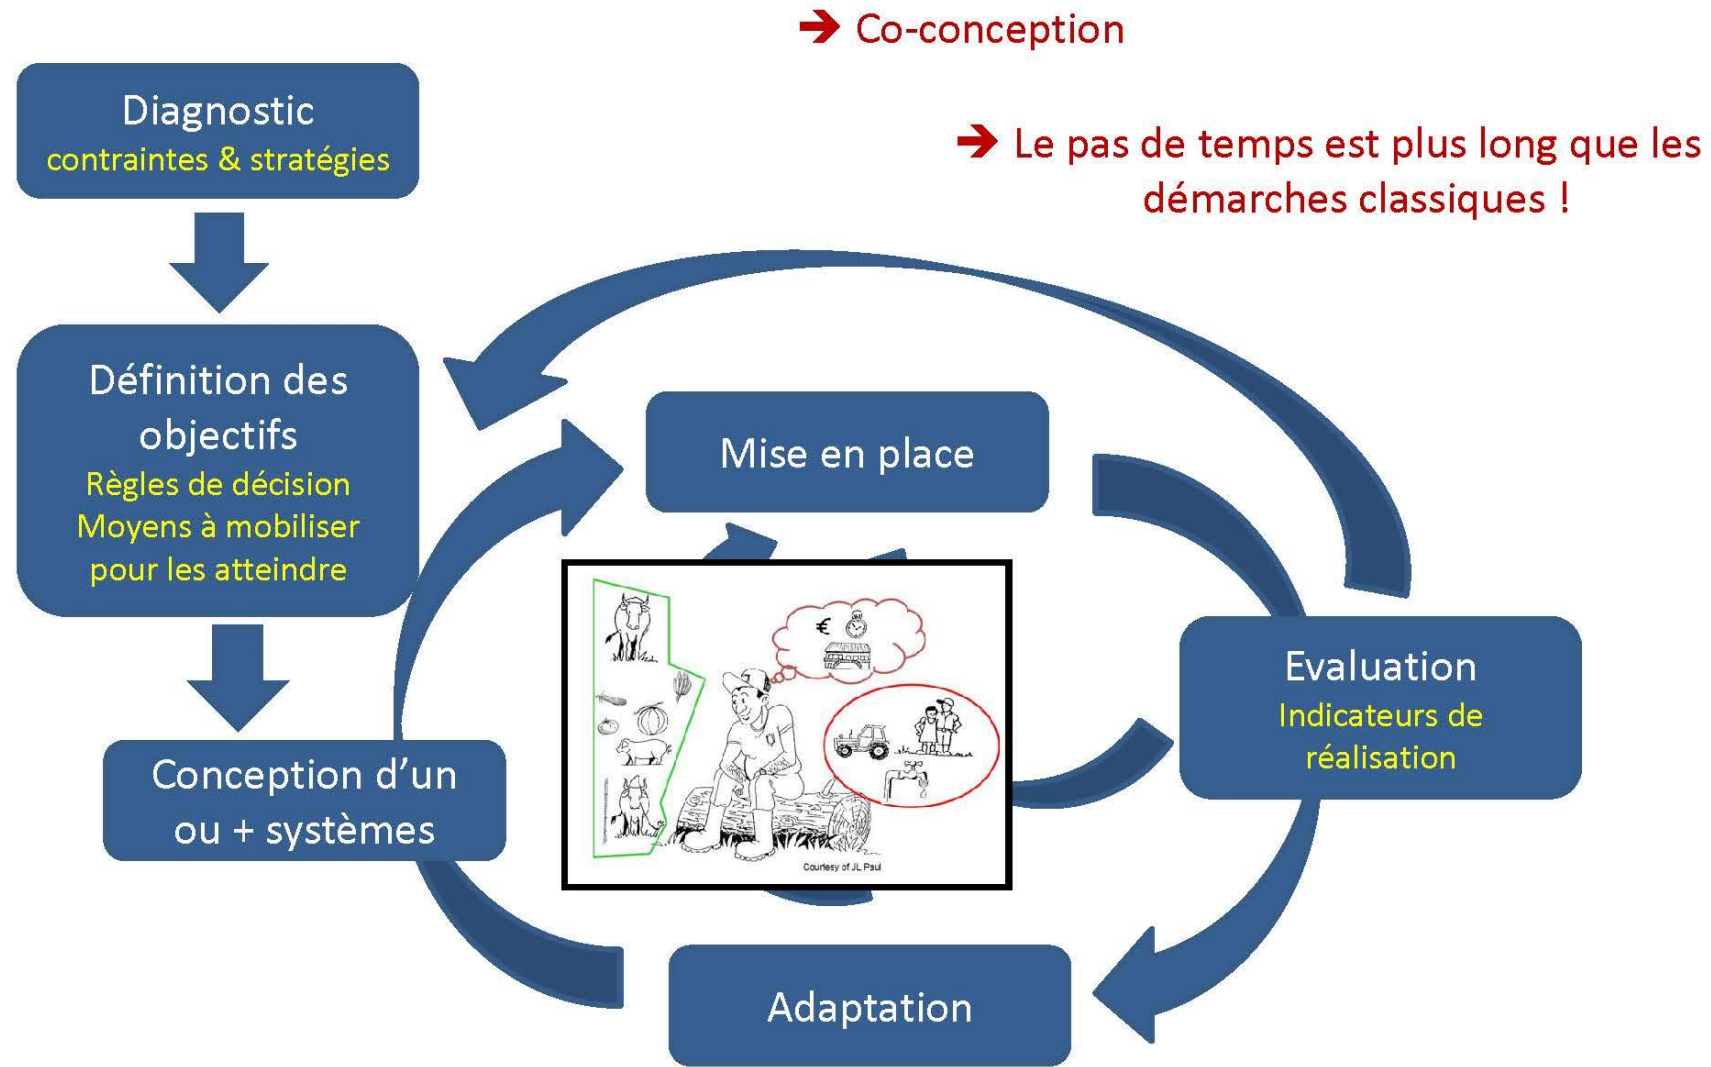 ➔ Co-conception
➔ Le pas de temps est plus long que les
démarches classiques !
Diagnostic
contraintes & stratégies
Définition des
objectifs
Règles de décision
Moyens à mobiliser
pour les atteindre
Conception d’un
ou + systèmes
Mise en place
€
Courtesy of JL Paul
Evaluation
Indicateurs de
réalisation
Adaptation